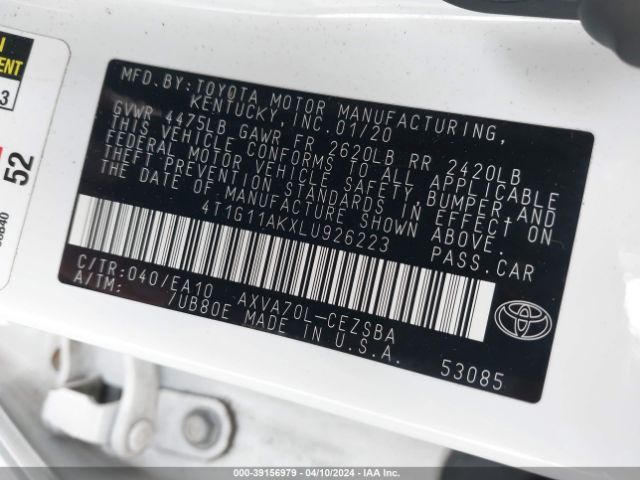 MFD.BY:TOYOTA MOTOR MANUFACTURING,
KENTUCKY,INC.01/20
GVWR 4475LB GAWR FR 2620LB RR 2420LB
THIS VEHICLE CONFORMS TO ALL APPLICABLE
FEDERAL MOTOR VEHICLE SAFETY,BUMPER,AND
THEFT PREVENTION STANDARDS IN EFFECT ON
THE DATE OF MANUFACTURE SHOWN ABOVE.
4T1G11AKXLU926223 PASS.CAR
C/TR:040/EA10 AXVA70L-CEZSBA
A/TM: /UB80E MADE IN U.S.A.
53085
3
52
000-39156979 - 04/10/2024 - IAA Inc.